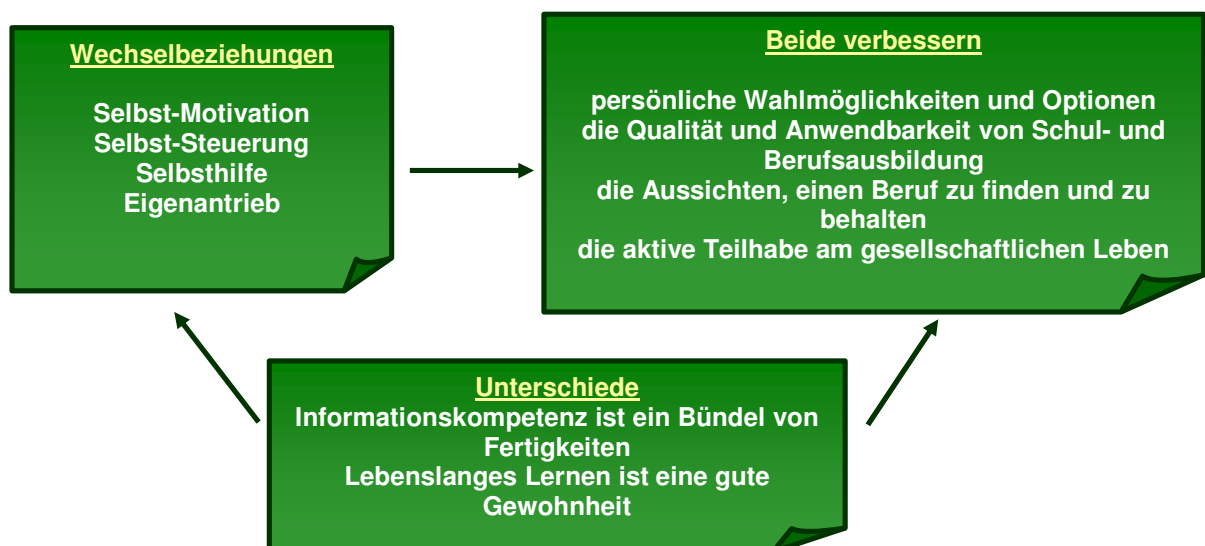 Wechselbeziehungen
Selbst-Motivation
Selbst-Steuerung
Selbsthilfe
Eigenantrieb
Beide verbessern
persönliche Wahlmöglichkeiten und Optionen
die Qualität und Anwendbarkeit von Schul- und
Berufsausbildung
die Aussichten, einen Beruf zu finden und zu
behalten
die aktive Teilhabe am gesellschaftlichen Leben
Unterschiede
Informationskompetenz ist ein Bündel von
Fertigkeiten
Lebenslanges Lernen ist eine gute
Gewohnheit